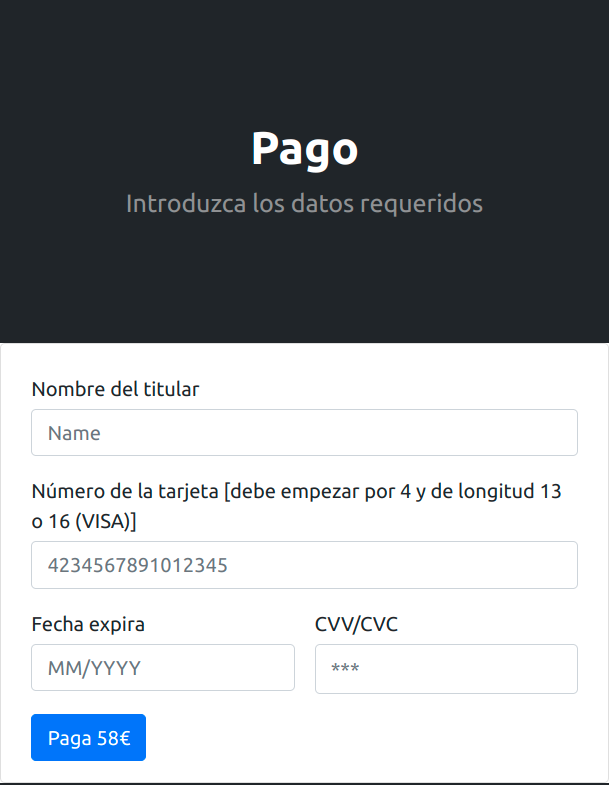 Pago
Introduzca los datos requeridos
Nombre del titular
Name
Número de la tarjeta [debe empezar por 4 y de longitud 13
o 16 (VISA)]
4234567891012345
Fecha expira
CVV/CVC
MM/YYYY
***
Paga 58€